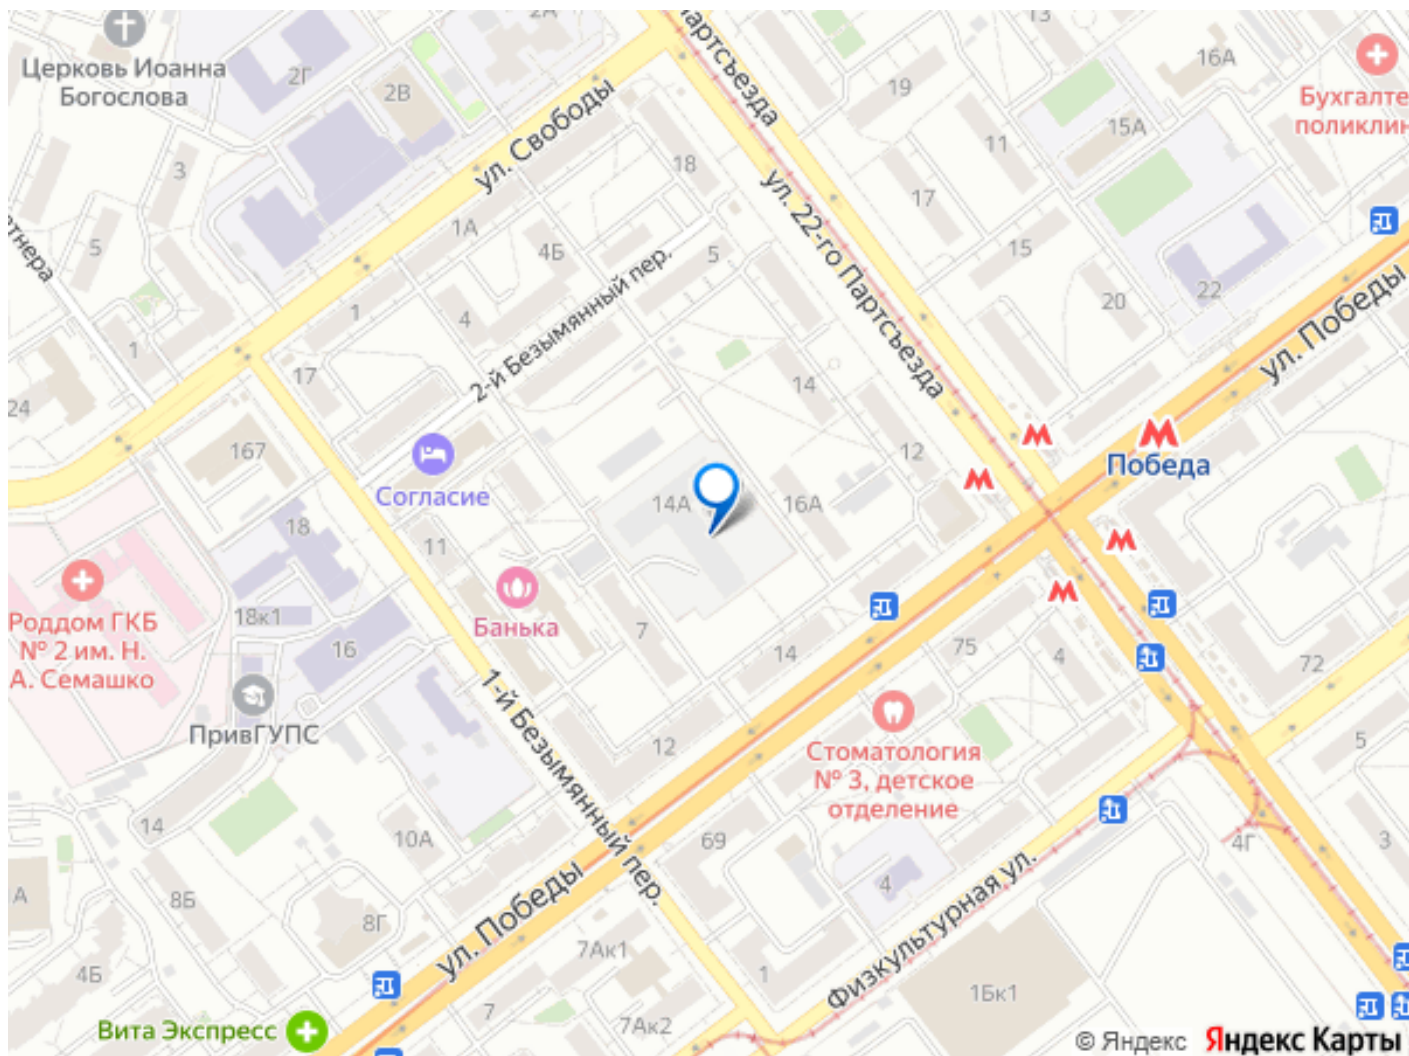 2А
Партсъезда
13
16А
Церковь Иоанна
Богослова
2Г
2В
19
Бухгалте
поликлин
15А
11
ул. Свободы
3
18
17
ул. 22-го Партсъезда
5
1А
4Б
2-й Безымянный пер.
5
15
22
20
ул. Победы
1
4
1
17
14
24
167
12
Победа
Согласие
14А
16А
18
11
Роддом ГКБ
№ 2 им. Н.
А. Семашко
18к1
16
Банька
7
14
75
4
72
ПривГУПС
1-й Безымянный пер.
12
Стоматология
№ 3, детское
отделение
5
14
10А
69
4Г
3
А
8Б
8Г
4
ул. Победы
Физкультурная ул.
4Б
7Ак1
1
1Бк1
7
7Ак2
Вита Экспресс
© Яндекс Яндекс Карты